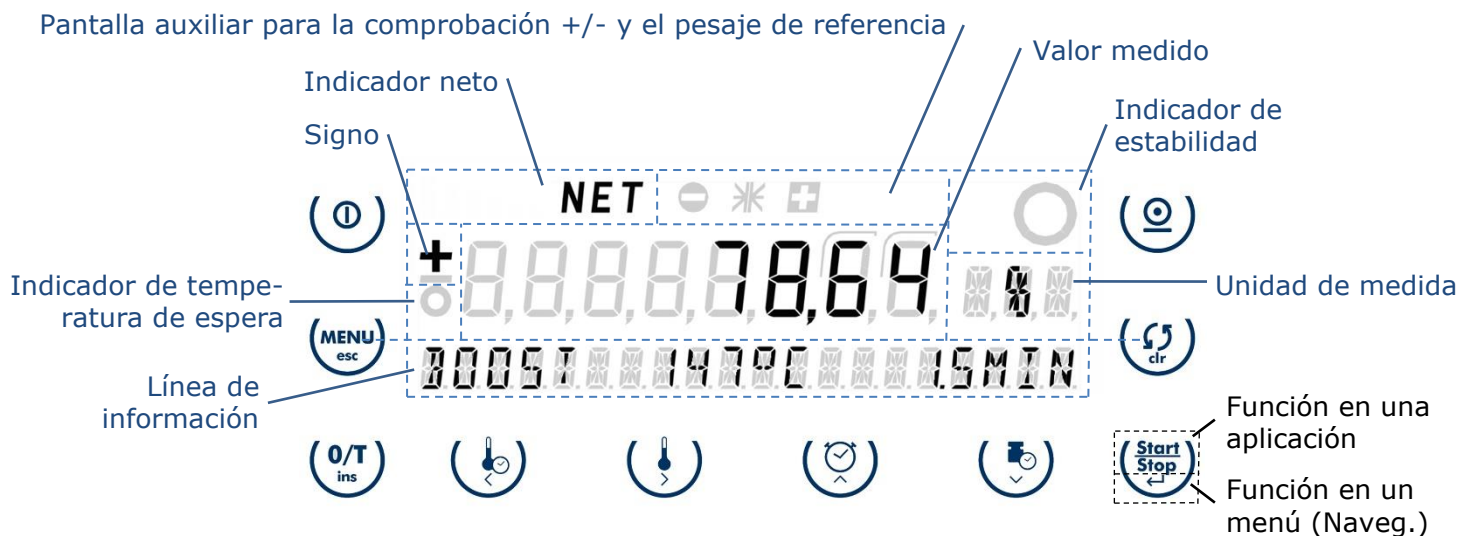 Pantalla auxiliar para la comprobación +/- y el pesaje de referencia
Valor medido
Indicador neto
Indicador de
estabilidad
Signo
NET
+
78,64
Indicador de tempe-
ratura de espera
Unidad de medida
MENU
esc
clr
BOOST 147°C 1.5MIN
Línea de
información
0/T
ins
<
>
Start
Stop
Función en una
aplicación
Función en un
menú (Naveg.)